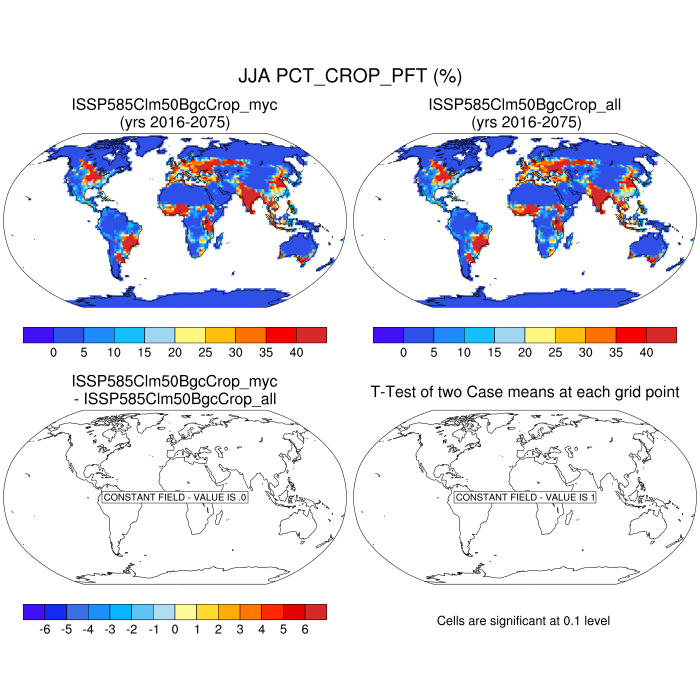 JJA PCT_CROP_PFT (%)
ISSP585Clm50BgcCrop_myc
(yrs 2016-2075)
ISSP585Clm50BgcCrop_all
(yrs 2016-2075)
0 5 10 15 20 25 30 35 40
0 5 10 15 20 25 30 35 40
ISSP585Clm50BgcCrop_myc
- ISSP585Clm50BgcCrop_all
T-Test of two Case means at each grid point
CONSTANT FIELD - VALUE IS .0
CONSTANT FIELD - VALUE IS 1
-6 -5 -4 -3 -2 -1 0 1 2 3 4 5 6
Cells are significant at 0.1 level